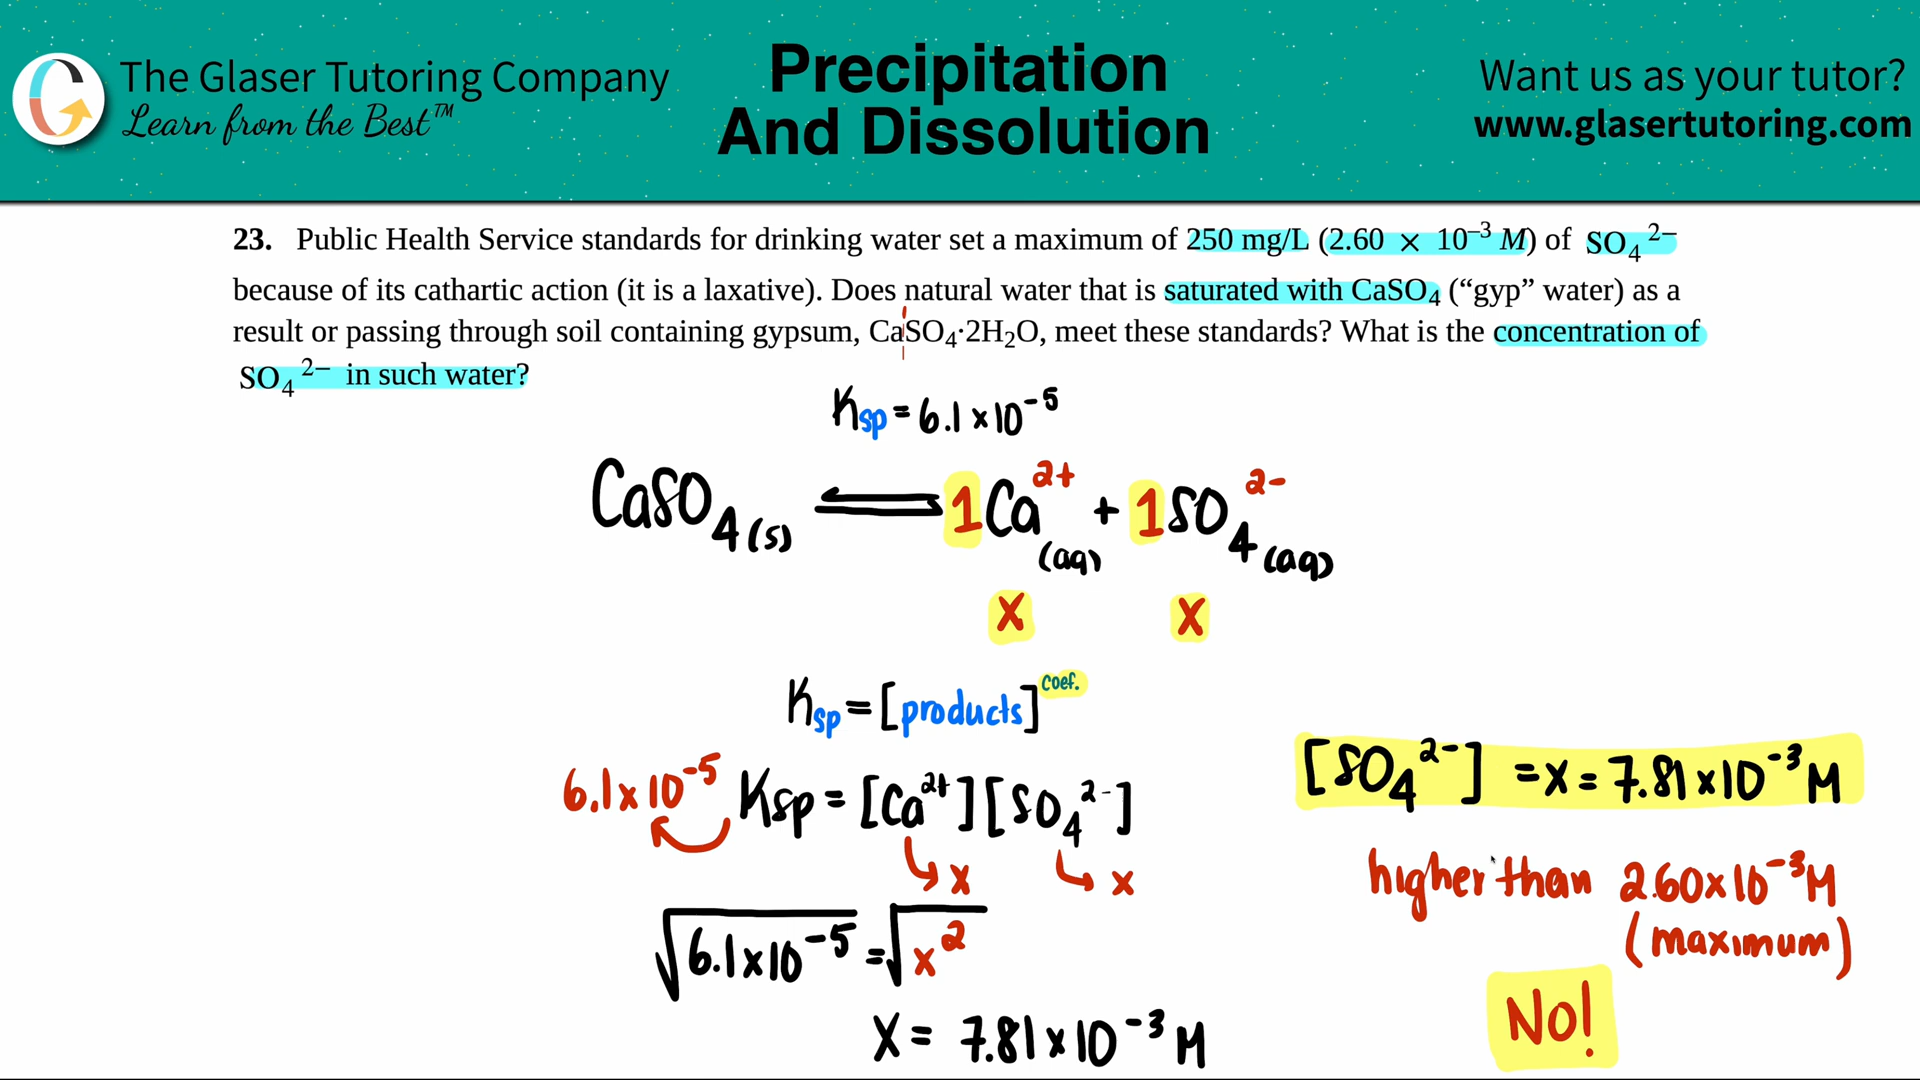 The Glaser Tutoring Company
Learn from the Best™
Precipitation
And Dissolution
Want us as your tutor?
www.glasertutoring.com
23. Public Health Service standards for drinking water set a maximum of 250 mg/L (2.60 × 10⁻³ M) of SO₄²⁻
because of its cathartic action (it is a laxative). Does natural water that is saturated with CaSO₄ (“gyp” water) as a
result or passing through soil containing gypsum, CaSO₄·2H₂O, meet these standards? What is the concentration of
SO₄²⁻ in such water?
Ksp = 6.1 x 10⁻⁵
CaSO₄(s) ⇌ 1Ca²⁺(aq) + 1SO₄²⁻(aq)
X X
Ksp = [products]ᶜᵒᵉᶠ·
6.1 x 10⁻⁵ Ksp = [Ca²⁺][SO₄²⁻]
x x
√6.1 x 10⁻⁵ = √x²
X = 7.81 x 10⁻³ M
[SO₄²⁻] = x = 7.81 x 10⁻³ M
higher than 2.60 x 10⁻³ M
(maximum)
No!